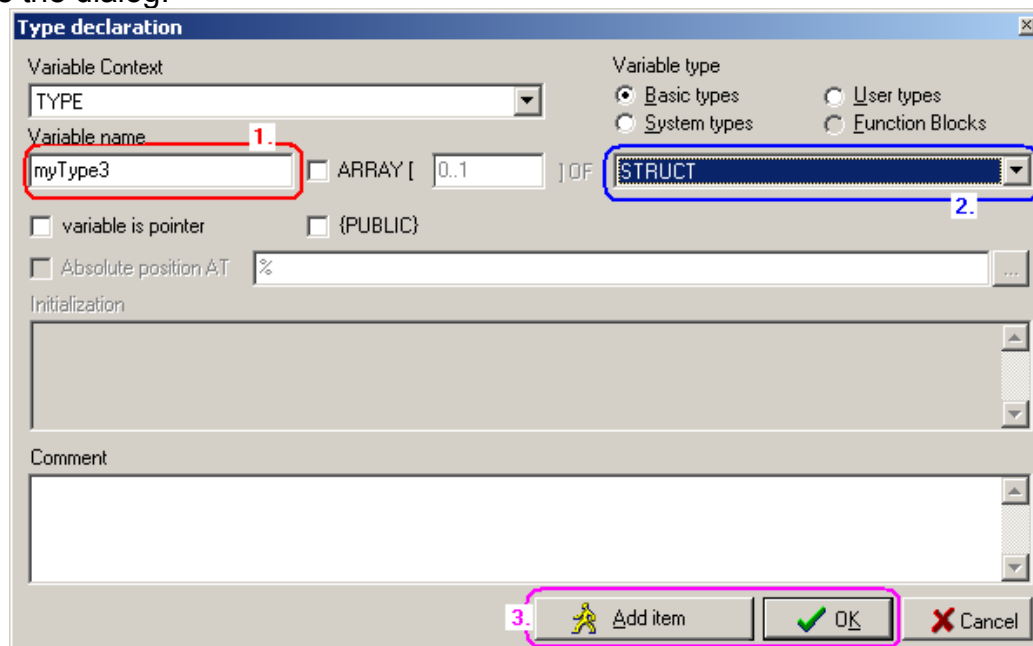 the dialog.
Type declaration
Variable Context
Variable type
TYPE
Basic types
User types
System types
Function Blocks
Variable name
1.
myType3
ARRAY [
0..1
] OF
STRUCT
2.
variable is pointer
{PUBLIC}
Absolute position AT
%
...
Initialization
Comment
3.
Add item
OK
Cancel